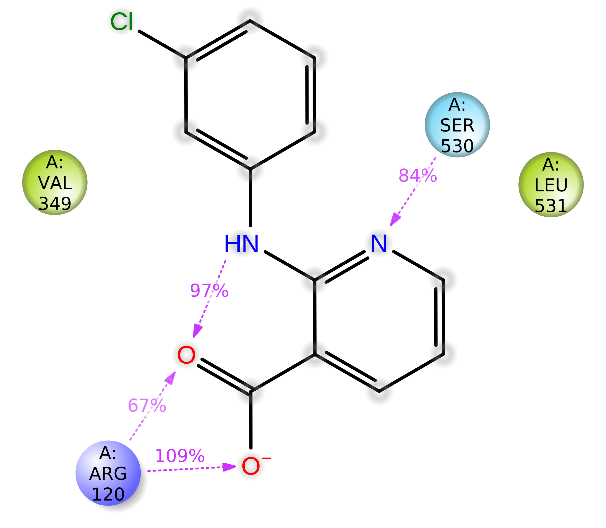 Cl
A:
SER
530
84%
A:
VAL
349
A:
LEU
531
HN
N
97%
O
67%
A:
ARG
120
109%
O⁻